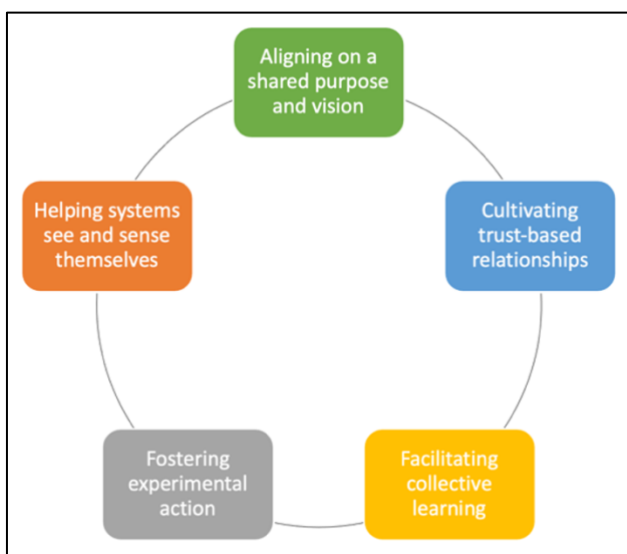 Aligning on a
shared purpose
and vision
Helping systems
see and sense
themselves
Cultivating
trust-based
relationships
Fostering
experimental
action
Facilitating
collective
learning